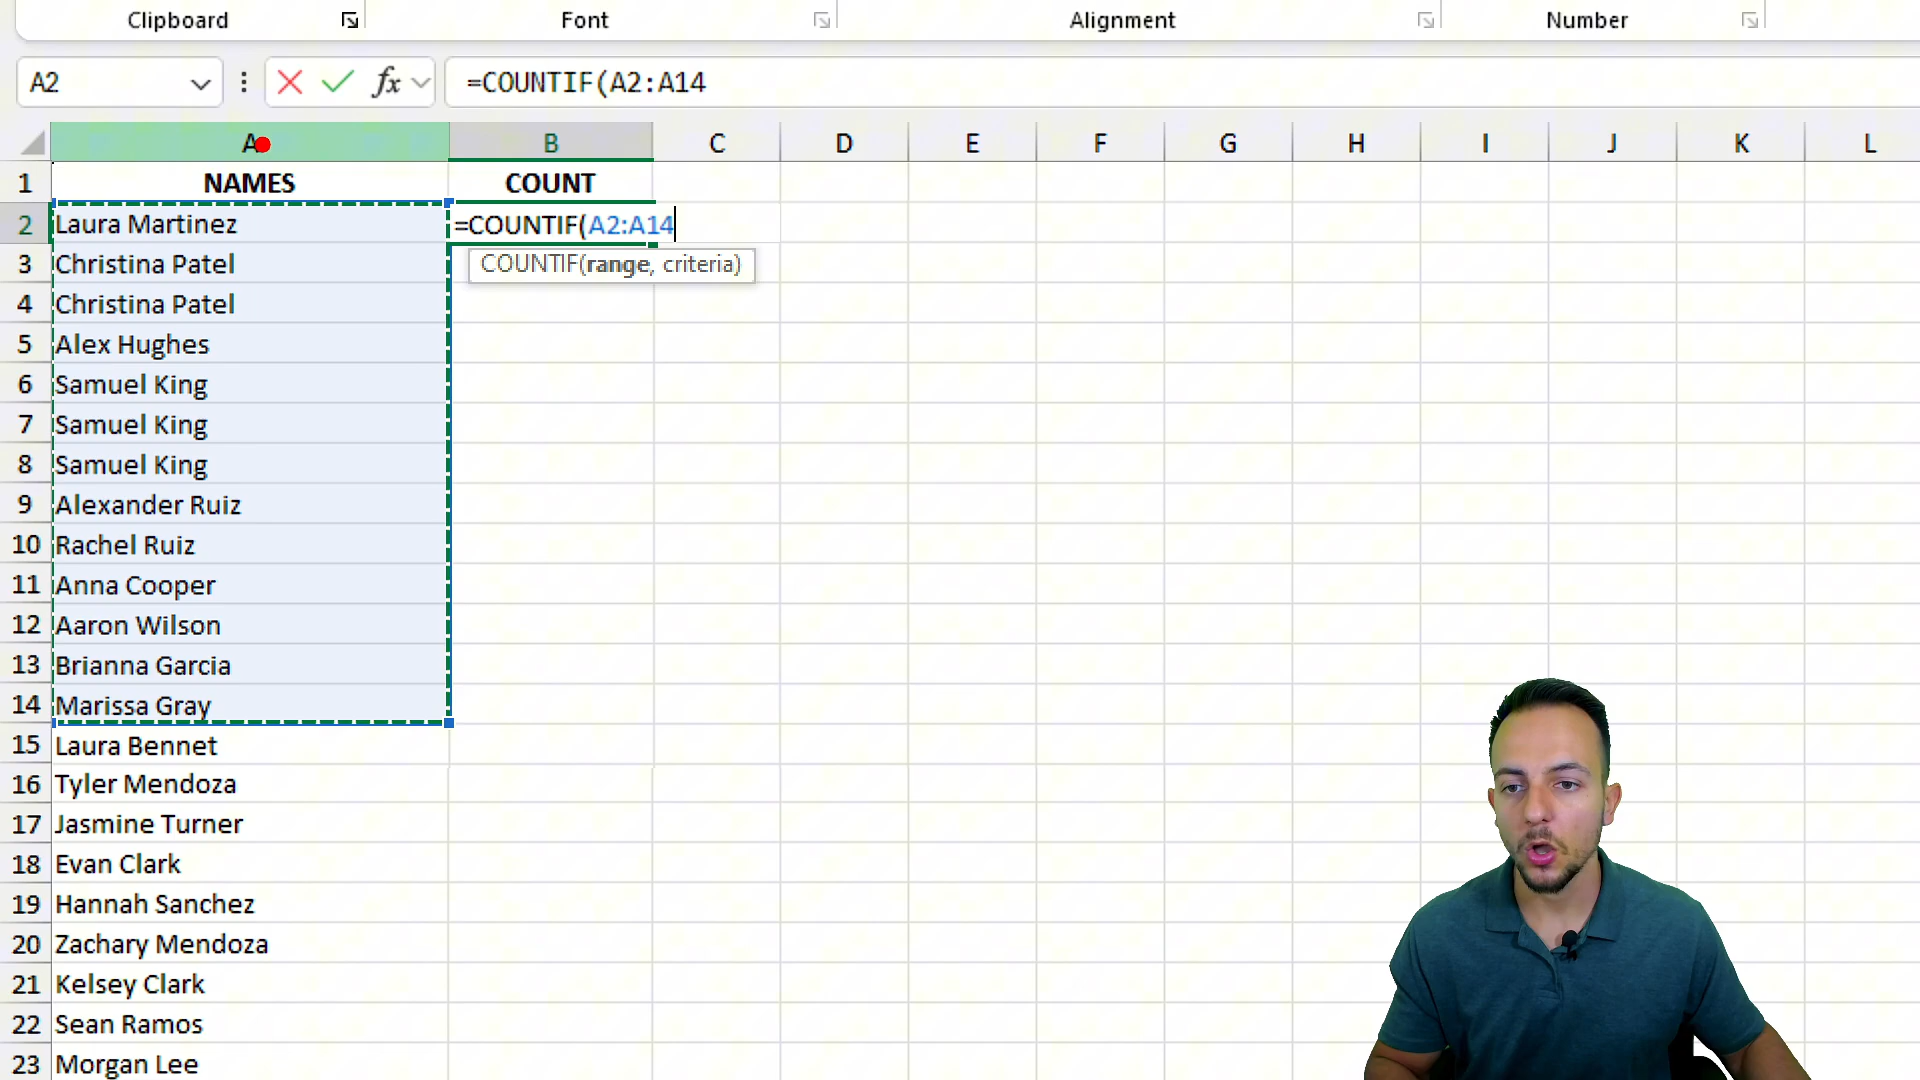 Clipboard Font Alignment Number
A2 fx =COUNTIF(A2:A14
A B C D E F G H I J K L
1 NAMES COUNT
2 Laura Martinez =COUNTIF(A2:A14
3 Christina Patel COUNTIF(range, criteria)
4 Christina Patel
5 Alex Hughes
6 Samuel King
7 Samuel King
8 Samuel King
9 Alexander Ruiz
10 Rachel Ruiz
11 Anna Cooper
12 Aaron Wilson
13 Brianna Garcia
14 Marissa Gray
15 Laura Bennet
16 Tyler Mendoza
17 Jasmine Turner
18 Evan Clark
19 Hannah Sanchez
20 Zachary Mendoza
21 Kelsey Clark
22 Sean Ramos
23 Morgan Lee